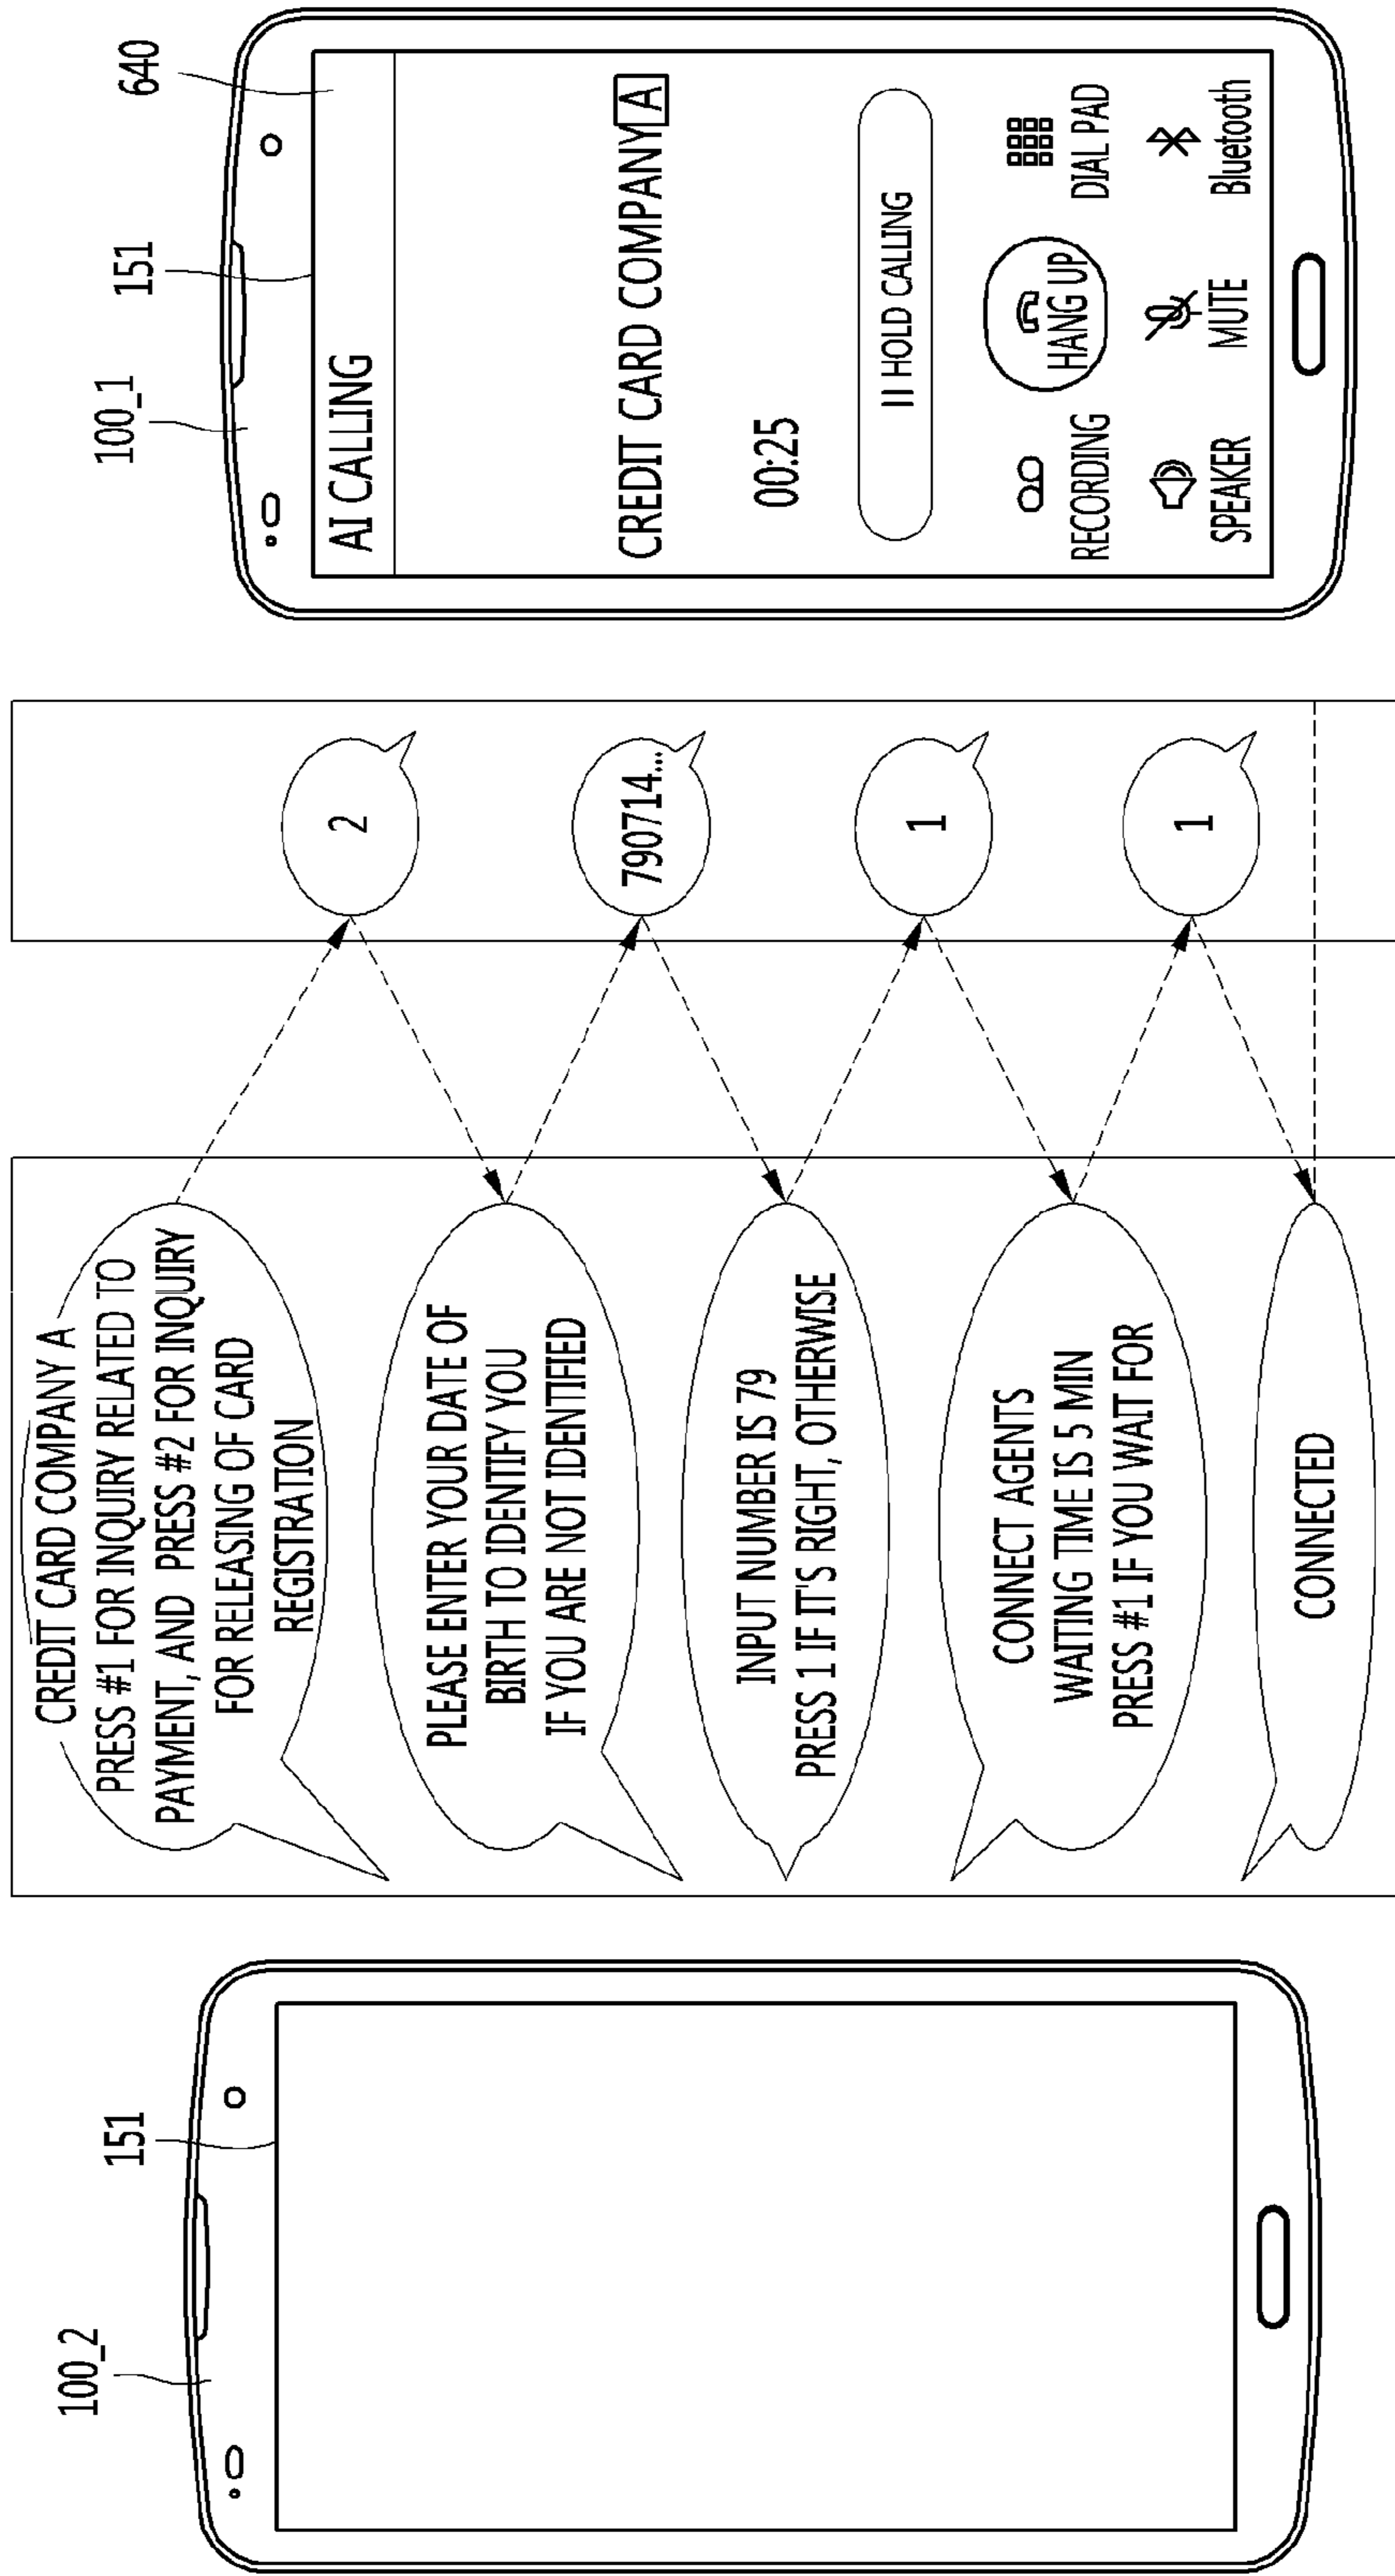 100_2
151
CREDIT CARD COMPANY A
PRESS #1 FOR INQUIRY RELATED TO
PAYMENT, AND PRESS #2 FOR INQUIRY
FOR RELEASING OF CARD
REGISTRATION
2
PLEASE ENTER YOUR DATE OF
BIRTH TO IDENTIFY YOU
IF YOU ARE NOT IDENTIFIED
790714...
INPUT NUMBER IS 79
PRESS 1 IF IT'S RIGHT, OTHERWISE
1
CONNECT AGENTS
WAITING TIME IS 5 MIN
PRESS #1 IF YOU WAIT FOR
1
CONNECTED
100_1
151
640
AI CALLING
CREDIT CARD COMPANY A
00:25
HOLD CALLING
RECORDING
HANG UP
DIAL PAD
SPEAKER
MUTE
Bluetooth